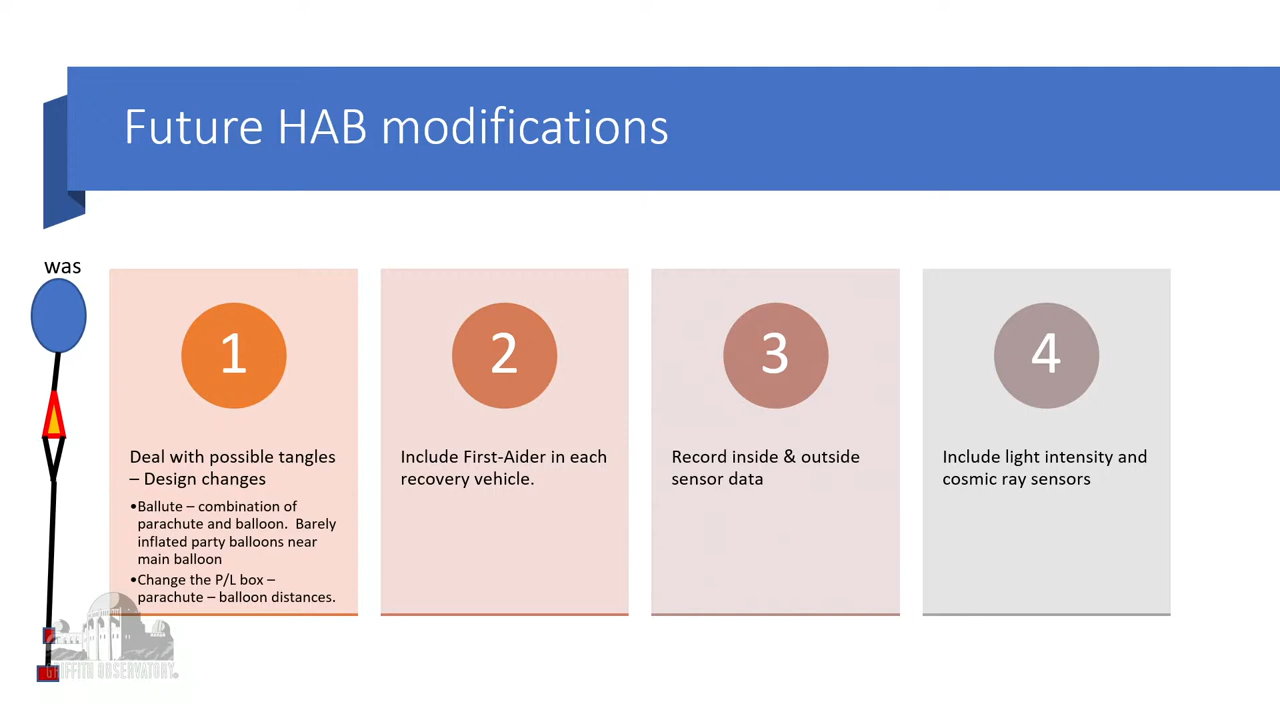 Future HAB modifications
was
1
Deal with possible tangles
– Design changes
•Ballute – combination of
parachute and balloon.  Barely
inflated party balloons near
main balloon
•Change the P/L box –
parachute – balloon distances.
2
Include First-Aider in each
recovery vehicle.
3
Record inside & outside
sensor data
4
Include light intensity and
cosmic ray sensors
GRIFFITH OBSERVATORY